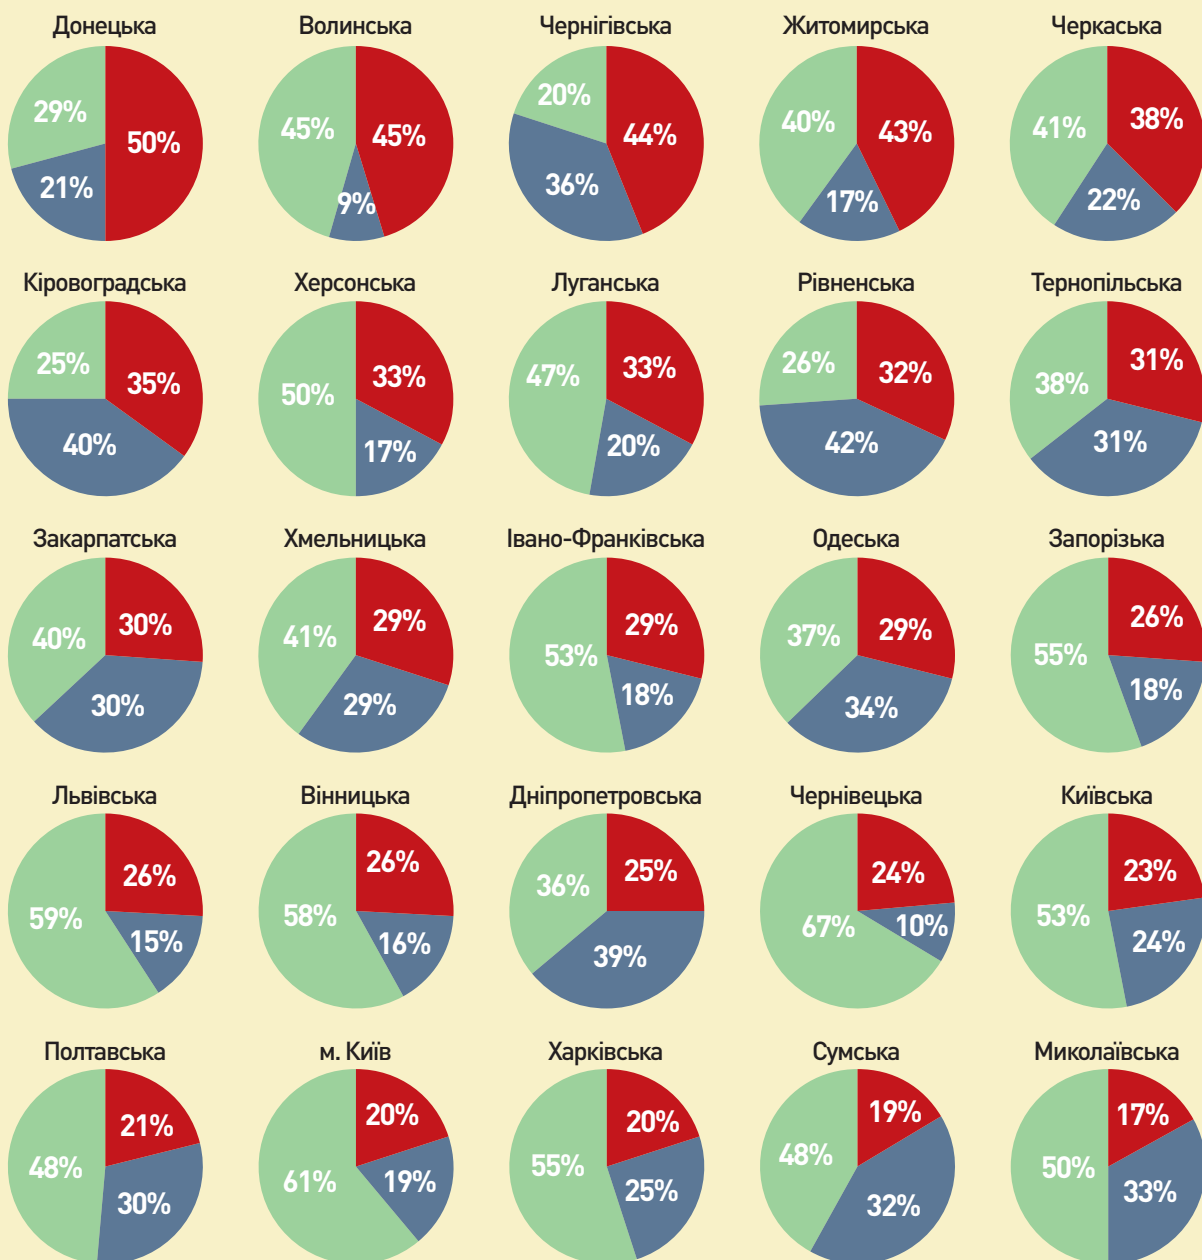 Донецька Волинська Чернігівська Житомирська Черкаська
29% 50% 21%
45% 45% 9%
20% 44% 36%
40% 43% 17%
41% 38% 22%
Кіровоградська Херсонська Луганська Рівненська Тернопільська
25% 35% 40%
50% 33% 17%
47% 33% 20%
26% 32% 42%
38% 31% 31%
Закарпатська Хмельницька Івано-Франківська Одеська Запорізька
40% 30% 30%
41% 29% 29%
53% 29% 18%
37% 29% 34%
55% 26% 18%
Львівська Вінницька Дніпропетровська Чернівецька Київська
59% 26% 15%
58% 26% 16%
36% 25% 39%
67% 24% 10%
53% 23% 24%
Полтавська м. Київ Харківська Сумська Миколаївська
48% 21% 30%
61% 20% 19%
55% 20% 25%
48% 19% 32%
50% 17% 33%